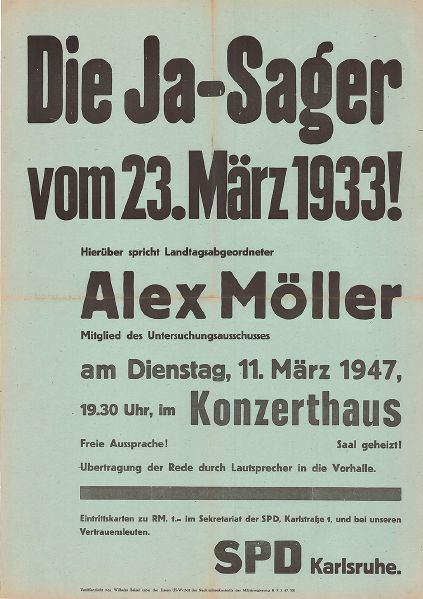 Die Ja-Sager
vom 23. März 1933!
Hierüber spricht Landtagsabgeordneter
Alex Möller
Mitglied des Untersuchungsausschusses
am Dienstag, 11. März 1947,
19.30 Uhr, im Konzerthaus
Freie Aussprache! Saal geheizt!
Ubertragung der Rede durch Lautsprecher in die Vorhalle.
Eintrittskarten zu RM. 1.– im Sekretariat der SPD, Karlstraße 1, und bei unseren
Vertrauensleuten.
SPD Karlsruhe.